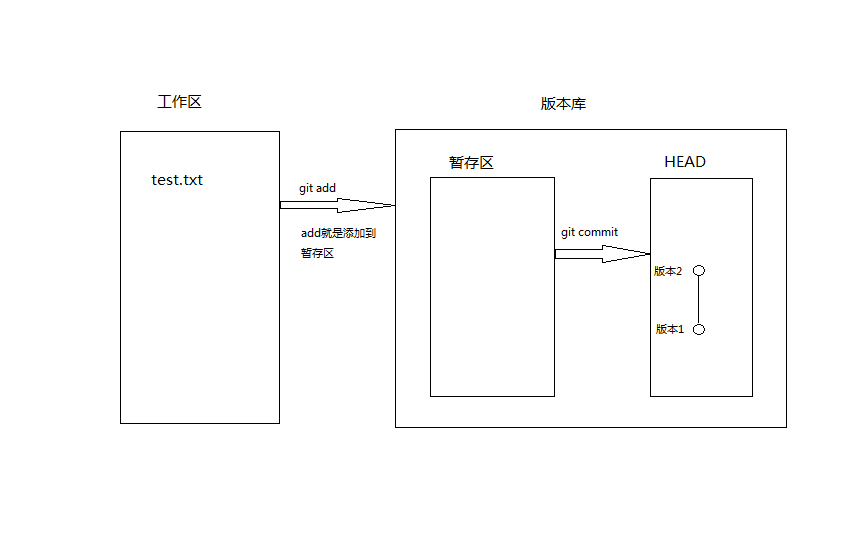 工作区
版本库
test.txt
git add
add就是添加到
暂存区
暂存区
HEAD
git commit
版本2
版本1